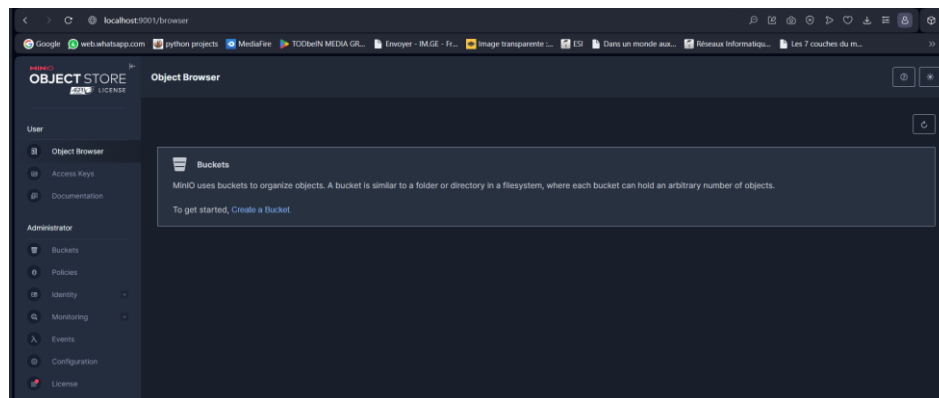 localhost:9001/browser
Google web.whatsapp.com python projects MediaFire TODbeIN MEDIA GR... Envoyer - IM.GE - Fr... Image transparente :... ESI Dans un monde aux... Réseaux Informatiqu... Les 7 couches du m...
MINIO
OBJECT STORE
LICENSE
Object Browser
User
Object Browser
Access Keys
Documentation
Buckets
MinIO uses buckets to organize objects. A bucket is similar to a folder or directory in a filesystem, where each bucket can hold an arbitrary number of objects.
To get started, Create a Bucket.
Administrator
Buckets
Policies
Identity
Monitoring
Events
Configuration
License